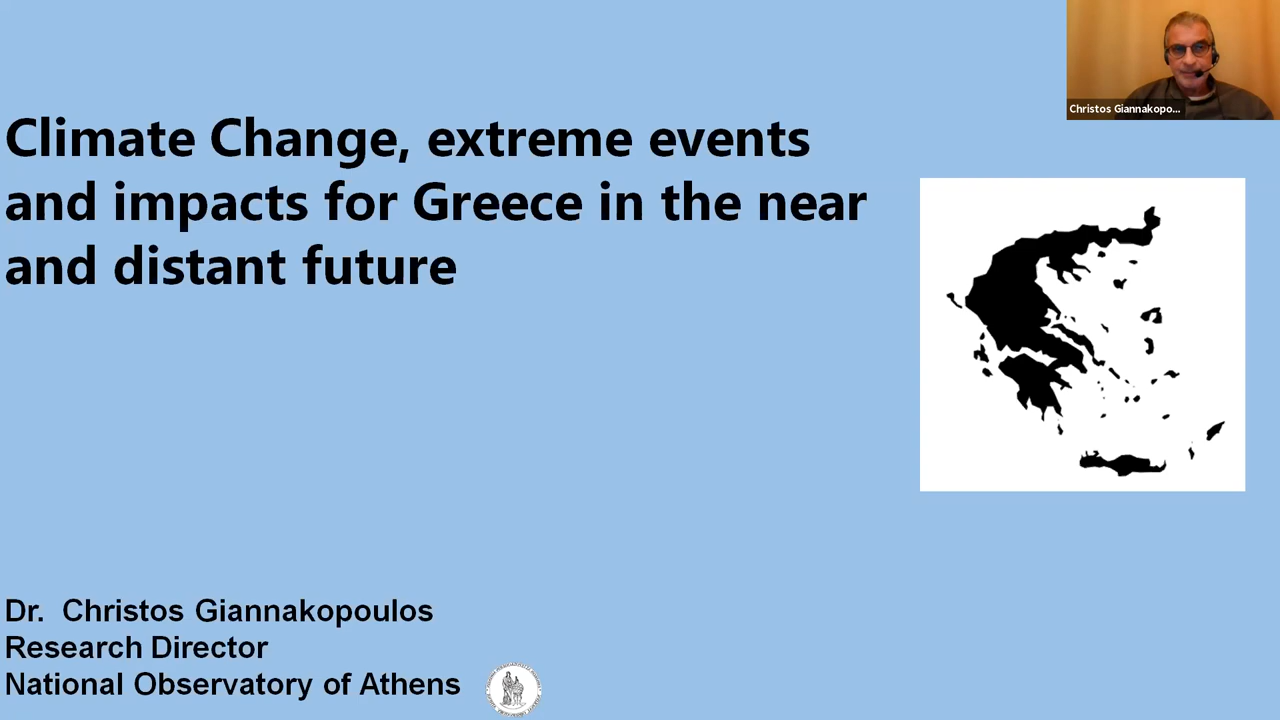 Christos Giannakopo...
Climate Change, extreme events
and impacts for Greece in the near
and distant future
Dr. Christos Giannakopoulos
Research Director
National Observatory of Athens